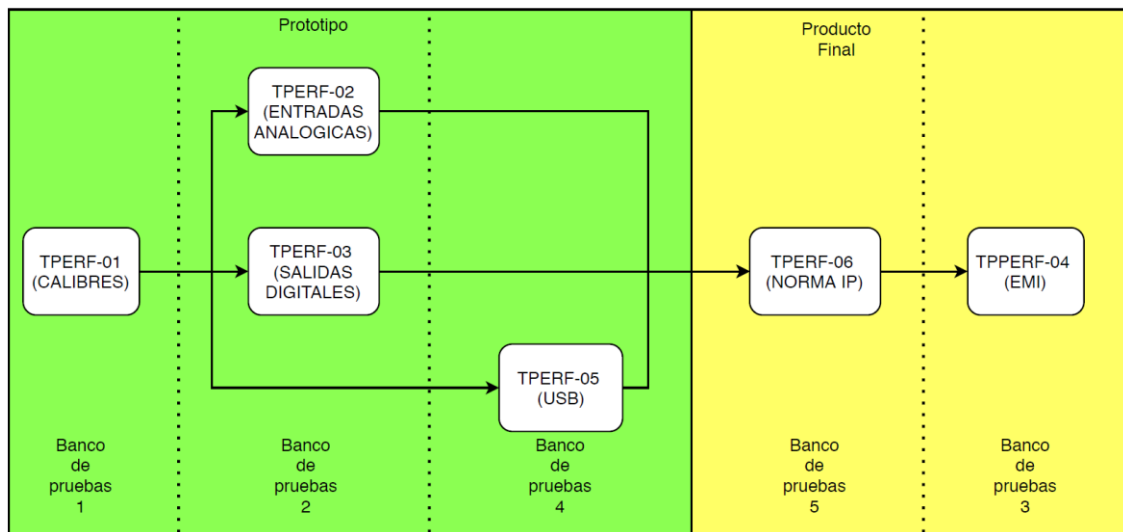 Prototipo
Producto
Final
TPERF-02
(ENTRADAS
ANALOGICAS)
TPERF-01
(CALIBRES)
TPERF-03
(SALIDAS
DIGITALES)
TPERF-06
(NORMA IP)
TPPERF-04
(EMI)
TPERF-05
(USB)
Banco
de
pruebas
1
Banco
de
pruebas
2
Banco
de
pruebas
4
Banco
de
pruebas
5
Banco
de
pruebas
3